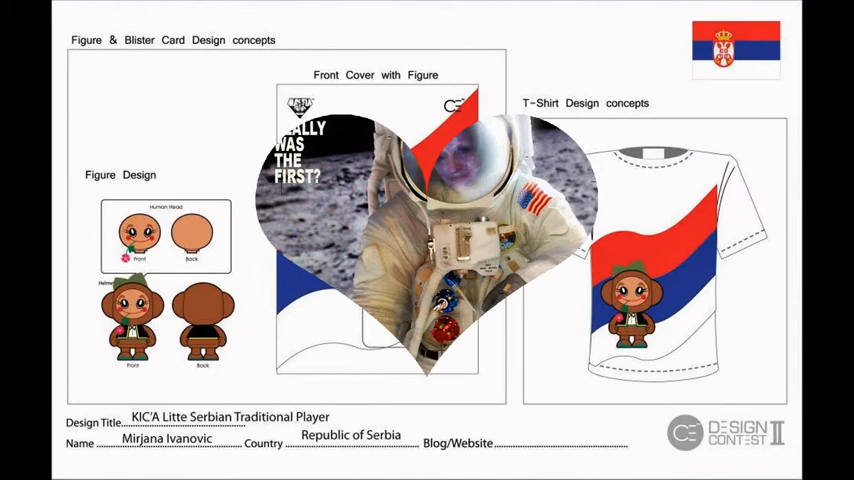 Figure & Blister Card Design concepts
Front Cover with Figure
CE
T-Shirt Design concepts
WAS
THE
FIRST?
Figure Design
Human Head
Front
Back
Front
Back
Design Title KIC'A Litte Serbian Traditional Player
Name Mirjana Ivanovic Country Republic of Serbia Blog/Website
CE DESIGN
CONTEST II